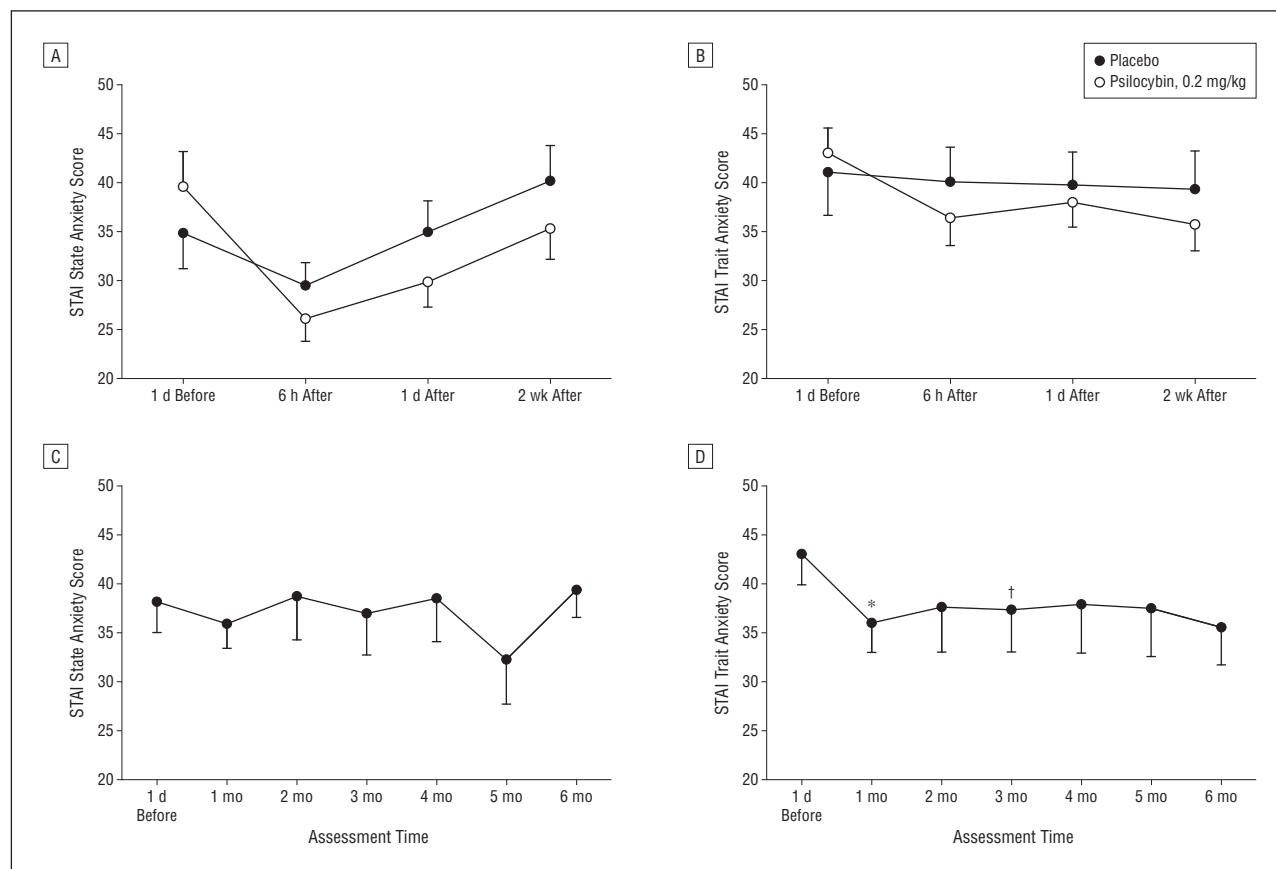 A
50
45
40
35
30
25
20
STAI State Anxiety Score
1 d Before
6 h After
1 d After
2 wk After
B
Placebo
Psilocybin, 0.2 mg/kg
50
45
40
35
30
25
20
STAI Trait Anxiety Score
1 d Before
6 h After
1 d After
2 wk After
C
50
45
40
35
30
25
20
STAI State Anxiety Score
1 d
Before
1 mo
2 mo
3 mo
4 mo
5 mo
6 mo
Assessment Time
D
50
45
40
35
30
25
20
STAI Trait Anxiety Score
*
†
1 d
Before
1 mo
2 mo
3 mo
4 mo
5 mo
6 mo
Assessment Time